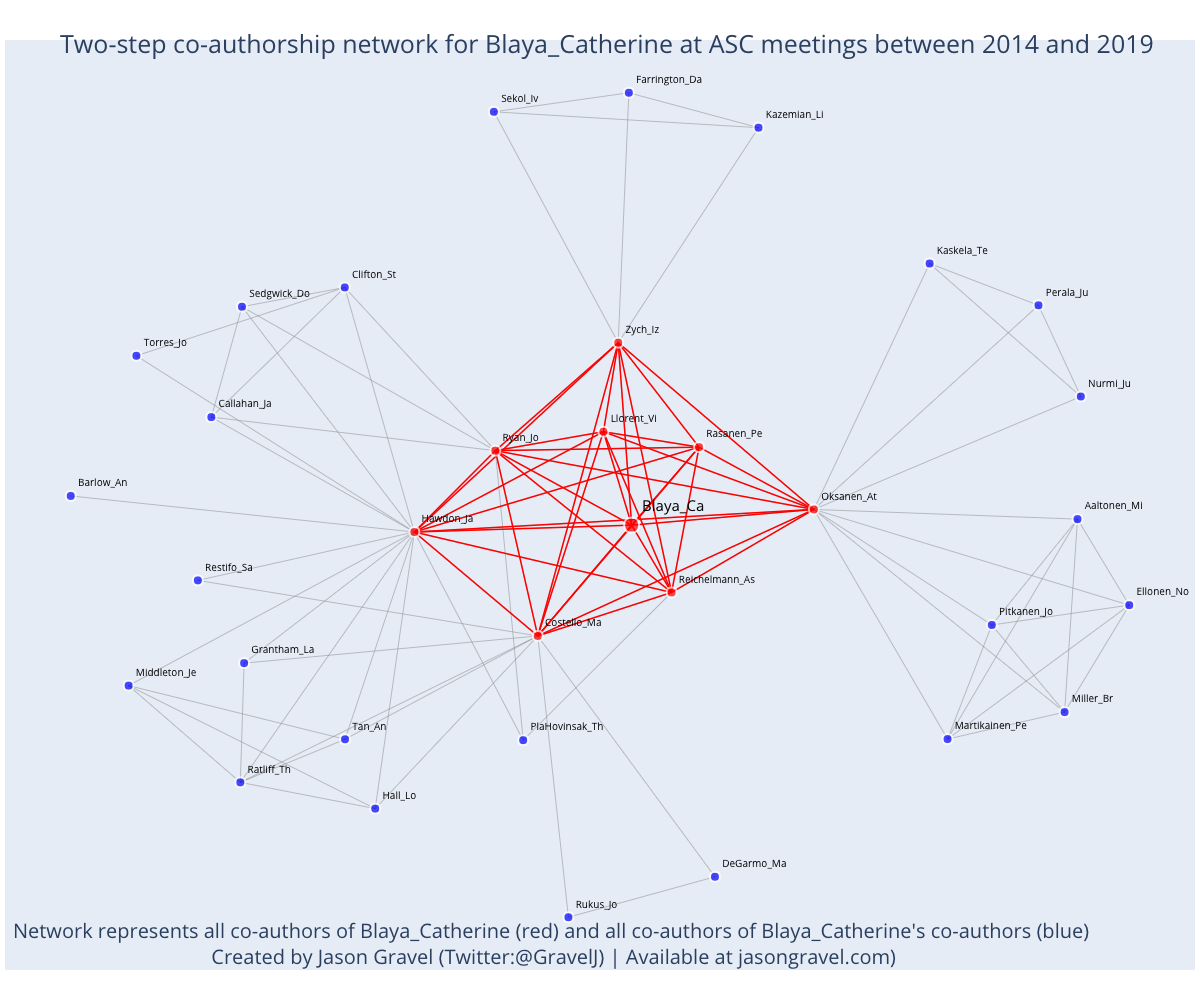 Two-step co-authorship network for Blaya_Catherine at ASC meetings between 2014 and 2019
Farrington_Da
Sekol_Iv
Kazemian_Li
Kaskela_Te
Clifton_St
Sedgwick_Do
Perala_Ju
Zych_Iz
Torres_Jo
Nurmi_Ju
Callahan_Ja
Llorent_Vi
Ryan_Jo
Rasanen_Pe
Barlow_An
Oksanen_At
Blaya_Ca
Aaltonen_Mi
Hawdon_Ja
Restifo_Sa
Reichelmann_As
Ellonen_No
Pitkanen_Jo
Costello_Ma
Grantham_La
Middleton_Je
Miller_Br
Tan_An
PlaHovinsak_Th
Martikainen_Pe
Ratliff_Th
Hall_Lo
DeGarmo_Ma
Rukus_Jo
Network represents all co-authors of Blaya_Catherine (red) and all co-authors of Blaya_Catherine's co-authors (blue)
Created by Jason Gravel (Twitter:@GravelJ) | Available at jasongravel.com)